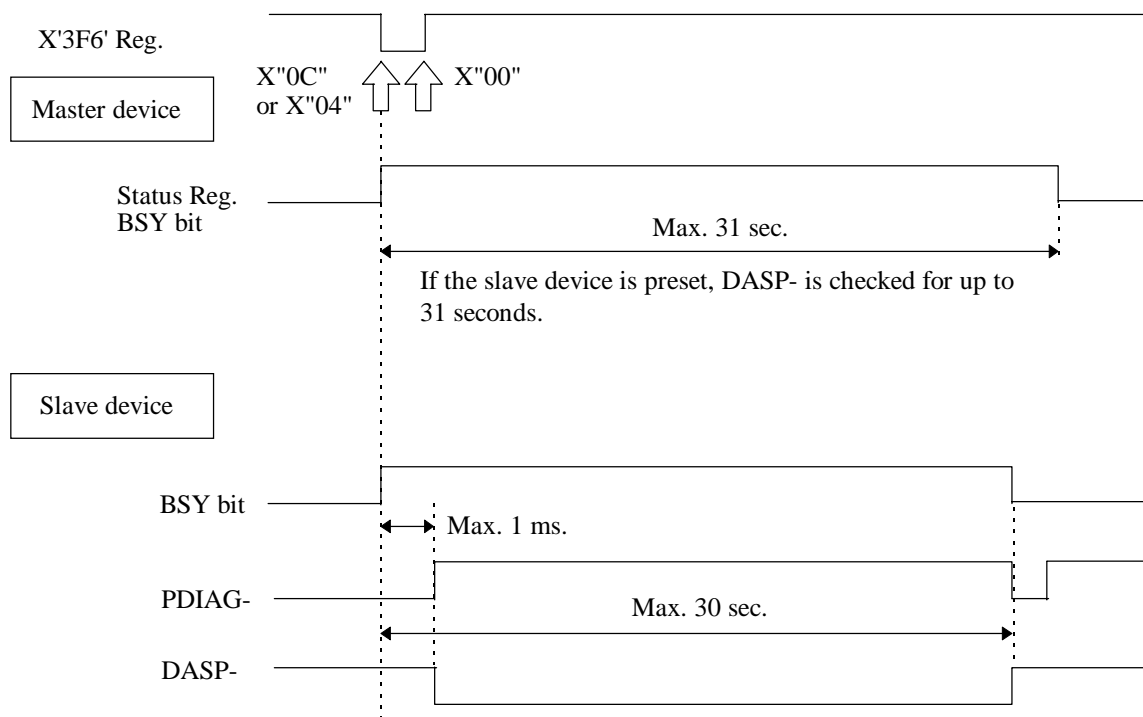 X'3F6' Reg.
X"0C"
or X"04"
X"00"
Master device
Status Reg.
BSY bit
Max. 31 sec.
If the slave device is preset, DASP- is checked for up to
31 seconds.
Slave device
BSY bit
Max. 1 ms.
PDIAG-
Max. 30 sec.
DASP-